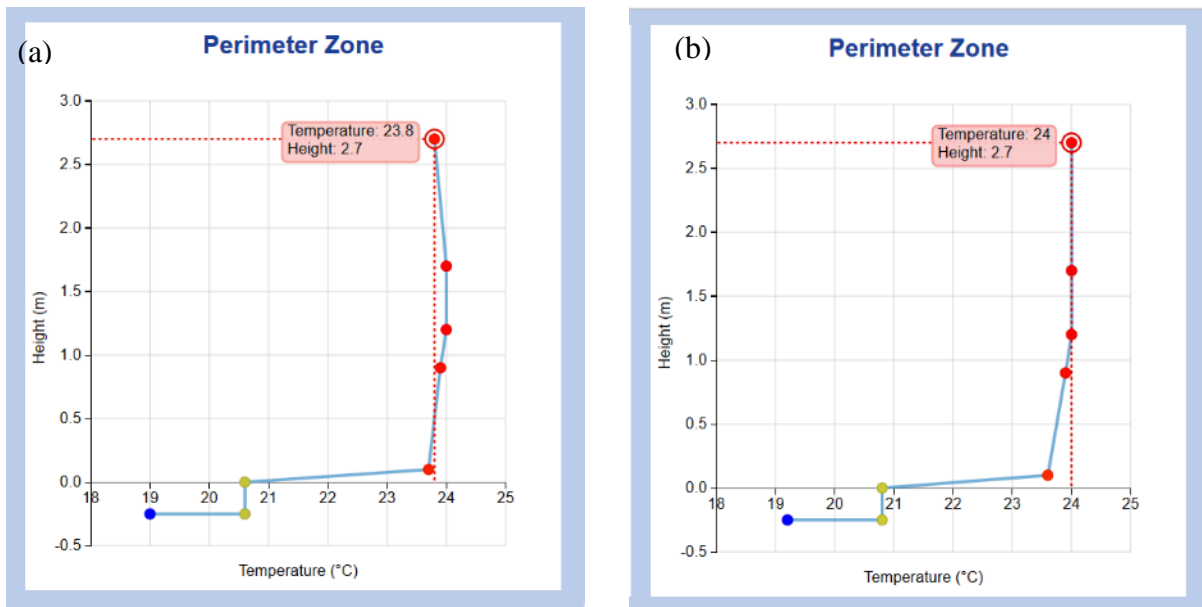 (a)
Perimeter Zone
3.0
2.5
2.0
1.5
1.0
0.5
0.0
-0.5
Height (m)
Temperature: 23.8
Height: 2.7
18 19 20 21 22 23 24 25
Temperature (°C)
(b)
Perimeter Zone
3.0
2.5
2.0
1.5
1.0
0.5
0.0
-0.5
Height (m)
Temperature: 24
Height: 2.7
18 19 20 21 22 23 24 25
Temperature (°C)